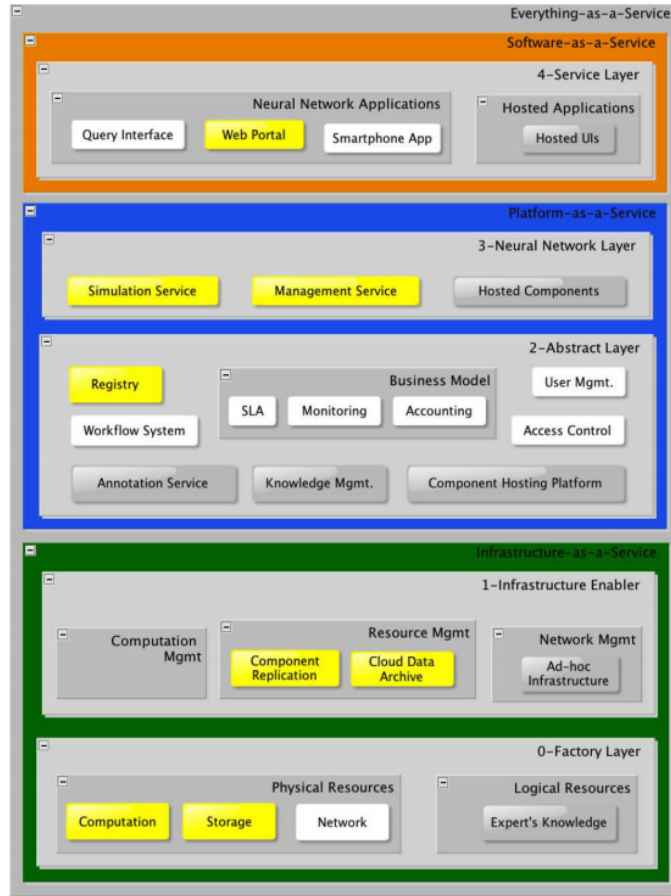 Everything-as-a-Service
Software-as-a-Service
4-Service Layer
Neural Network Applications
Query Interface
Web Portal
Smartphone App
Hosted Applications
Hosted UIs
Platform-as-a-Service
3-Neural Network Layer
Simulation Service
Management Service
Hosted Components
2-Abstract Layer
Registry
Business Model
SLA
Monitoring
Accounting
User Mgmt.
Workflow System
Access Control
Annotation Service
Knowledge Mgmt.
Component Hosting Platform
Infrastructure-as-a-Service
1-Infrastructure Enabler
Computation
Mgmt
Resource Mgmt
Component
Replication
Cloud Data
Archive
Network Mgmt
Ad-hoc
Infrastructure
0-Factory Layer
Physical Resources
Computation
Storage
Network
Logical Resources
Expert's Knowledge